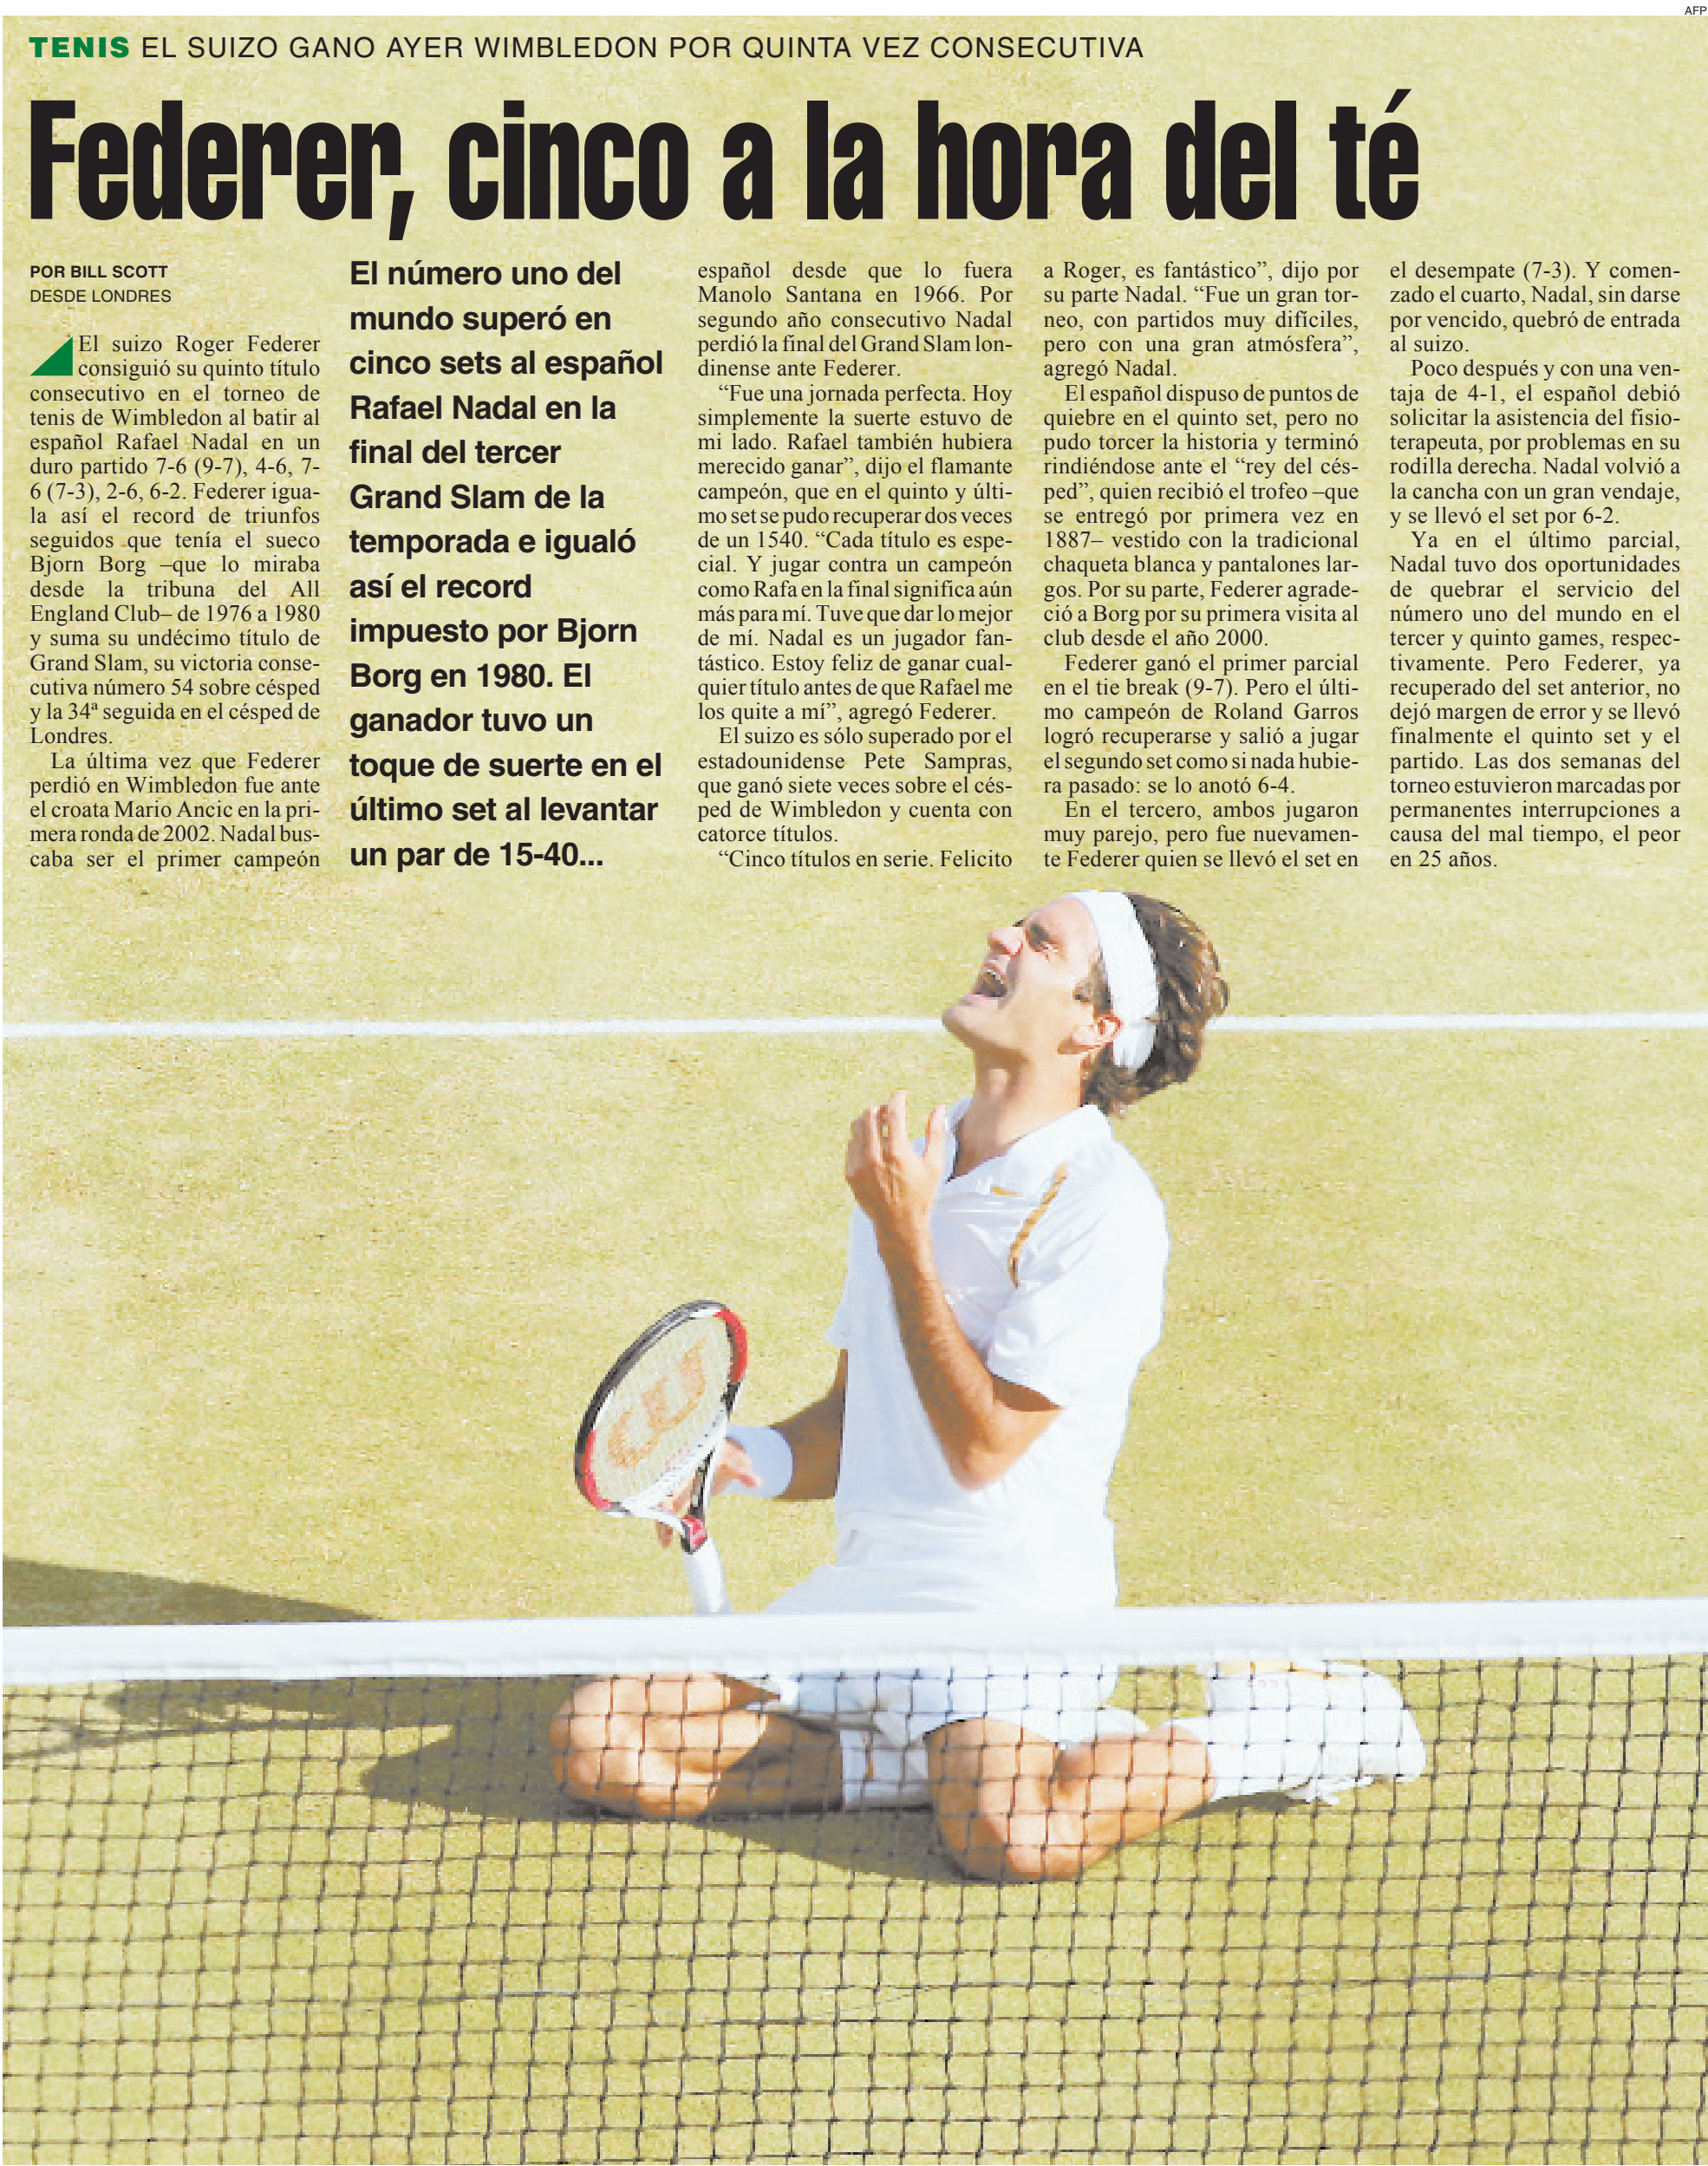 AFP
TENIS EL SUIZO GANO AYER WIMBLEDON POR QUINTA VEZ CONSECUTIVA
Federer, cinco a la hora del té
POR BILL SCOTT
DESDE LONDRES
El suizo Roger Federer
consiguió su quinto título
consecutivo en el torneo de
tenis de Wimbledon al batir al
español Rafael Nadal en un
duro partido 7-6 (9-7), 4-6, 7-
6 (7-3), 2-6, 6-2. Federer igua-
la así el record de triunfos
seguidos que tenía el sueco
Bjorn Borg –que lo miraba
desde la tribuna del All
England Club– de 1976 a 1980
y suma su undécimo título de
Grand Slam, su victoria conse-
cutiva número 54 sobre césped
y la 34ª seguida en el césped de
Londres.
La última vez que Federer
perdió en Wimbledon fue ante
el croata Mario Ancic en la pri-
mera ronda de 2002. Nadal bus-
caba ser el primer campeón
El número uno del
mundo superó en
cinco sets al español
Rafael Nadal en la
final del tercer
Grand Slam de la
temporada e igualó
así el record
impuesto por Bjorn
Borg en 1980. El
ganador tuvo un
toque de suerte en el
último set al levantar
un par de 15-40...
español desde que lo fuera
Manolo Santana en 1966. Por
segundo año consecutivo Nadal
perdió la final del Grand Slam lon-
dinense ante Federer.
“Fue una jornada perfecta. Hoy
simplemente la suerte estuvo de
mi lado. Rafael también hubiera
merecido ganar”, dijo el flamante
campeón, que en el quinto y últi-
mo set se pudo recuperar dos veces
de un 1540. “Cada título es espe-
cial. Y jugar contra un campeón
como Rafa en la final significa aún
más para mí. Tuve que dar lo mejor
de mí. Nadal es un jugador fan-
tástico. Estoy feliz de ganar cual-
quier título antes de que Rafael me
los quite a mí”, agregó Federer.
El suizo es sólo superado por el
estadounidense Pete Sampras,
que ganó siete veces sobre el cés-
ped de Wimbledon y cuenta con
catorce títulos.
“Cinco títulos en serie. Felicito
a Roger, es fantástico”, dijo por
su parte Nadal. “Fue un gran tor-
neo, con partidos muy difíciles,
pero con una gran atmósfera”,
agregó Nadal.
El español dispuso de puntos de
quiebre en el quinto set, pero no
pudo torcer la historia y terminó
rindiéndose ante el “rey del cés-
ped”, quien recibió el trofeo –que
se entregó por primera vez en
1887– vestido con la tradicional
chaqueta blanca y pantalones lar-
gos. Por su parte, Federer agrade-
ció a Borg por su primera visita al
club desde el año 2000.
Federer ganó el primer parcial
en el tie break (9-7). Pero el últi-
mo campeón de Roland Garros
logró recuperarse y salió a jugar
el segundo set como si nada hubie-
ra pasado: se lo anotó 6-4.
En el tercero, ambos jugaron
muy parejo, pero fue nuevamen-
te Federer quien se llevó el set en
el desempate (7-3). Y comen-
zado el cuarto, Nadal, sin darse
por vencido, quebró de entrada
al suizo.
Poco después y con una ven-
taja de 4-1, el español debió
solicitar la asistencia del fisio-
terapeuta, por problemas en su
rodilla derecha. Nadal volvió a
la cancha con un gran vendaje,
y se llevó el set por 6-2.
Ya en el último parcial,
Nadal tuvo dos oportunidades
de quebrar el servicio del
número uno del mundo en el
tercer y quinto games, respec-
tivamente. Pero Federer, ya
recuperado del set anterior, no
dejó margen de error y se llevó
finalmente el quinto set y el
partido. Las dos semanas del
torneo estuvieron marcadas por
permanentes interrupciones a
causa del mal tiempo, el peor
en 25 años.